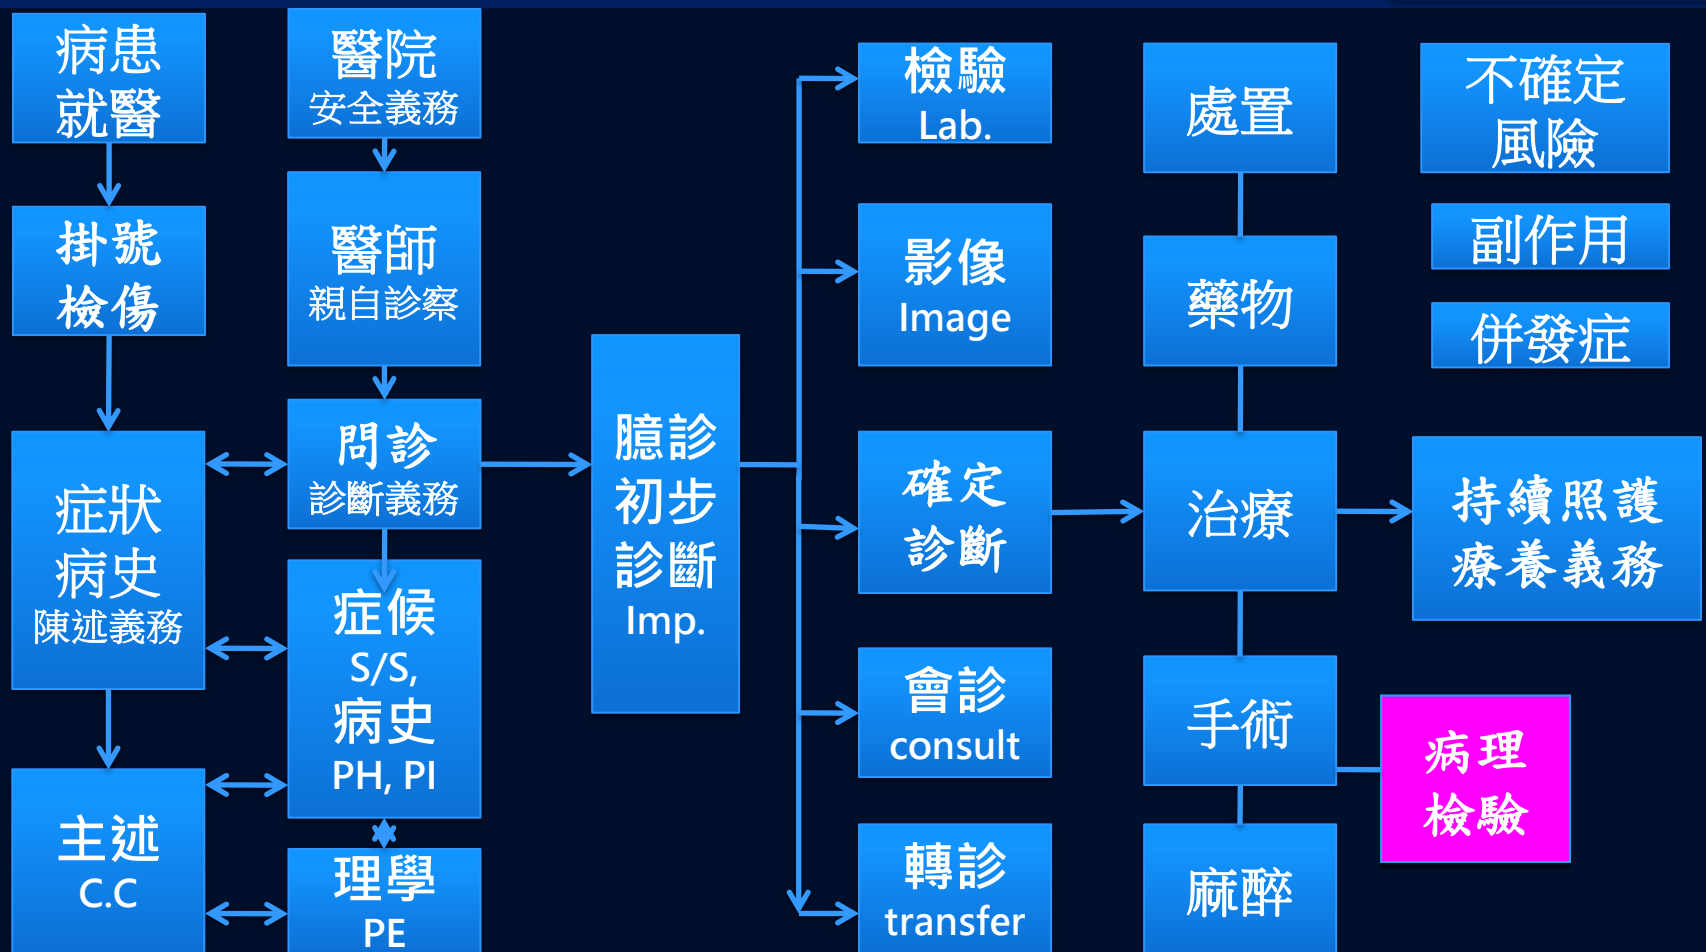 病患
就醫
掛號
檢傷
症狀
病史
陳述義務
主述
C.C
醫院
安全義務
醫師
親自診察
問診
診斷義務
症候
S/S,
病史
PH, PI
理學
PE
臆診
初步
診斷
Imp.
檢驗
Lab.
影像
Image
確定
診斷
會診
consult
轉診
transfer
處置
藥物
治療
手術
麻醉
不確定
風險
副作用
併發症
持續照護
療養義務
病理
檢驗